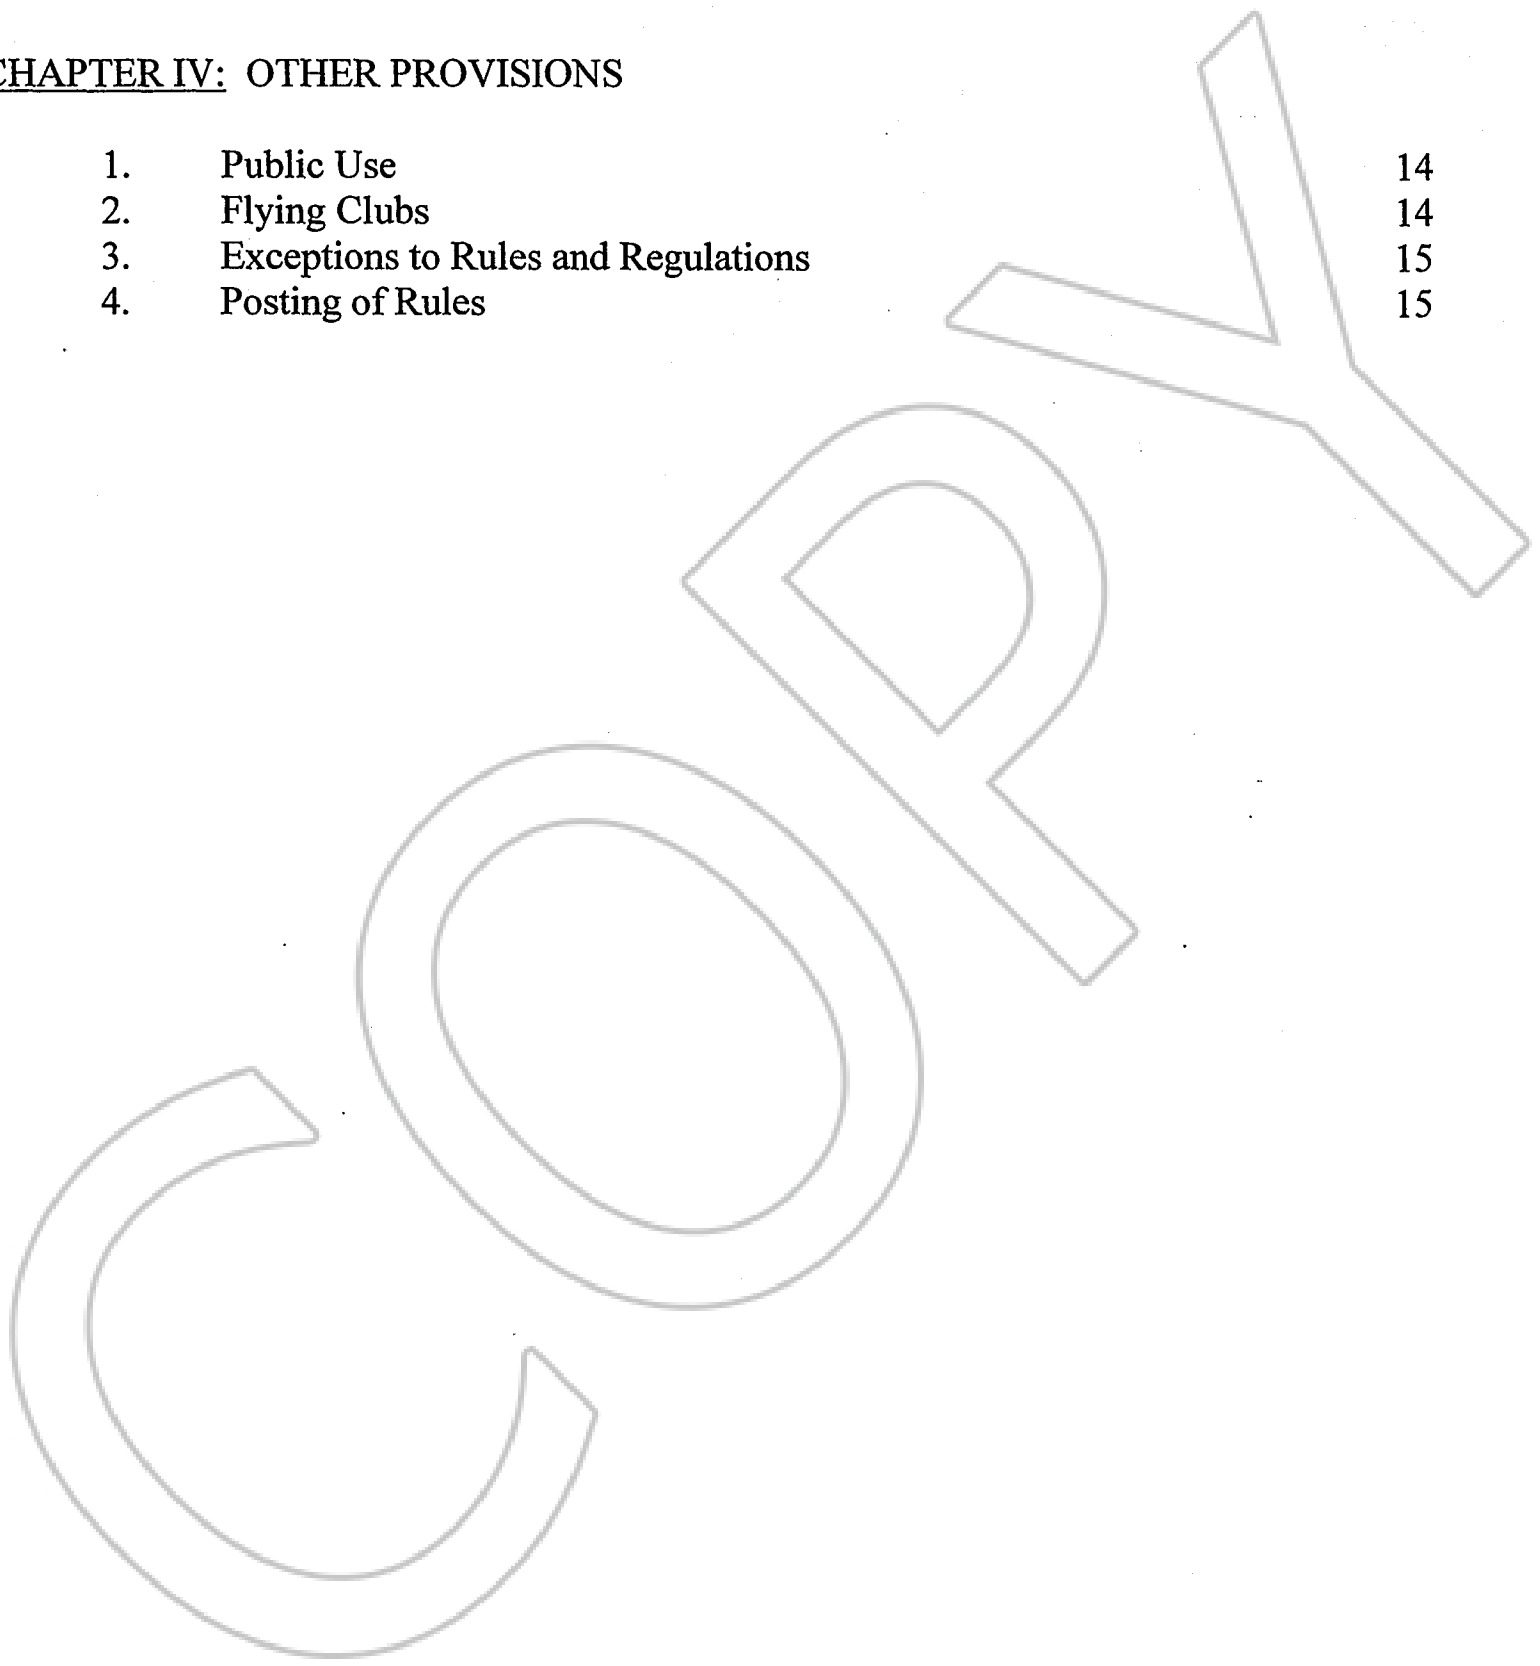 CHAPTER IV: OTHER PROVISIONS
1. Public Use 14
2. Flying Clubs 14
3. Exceptions to Rules and Regulations 15
4. Posting of Rules 15
COPY